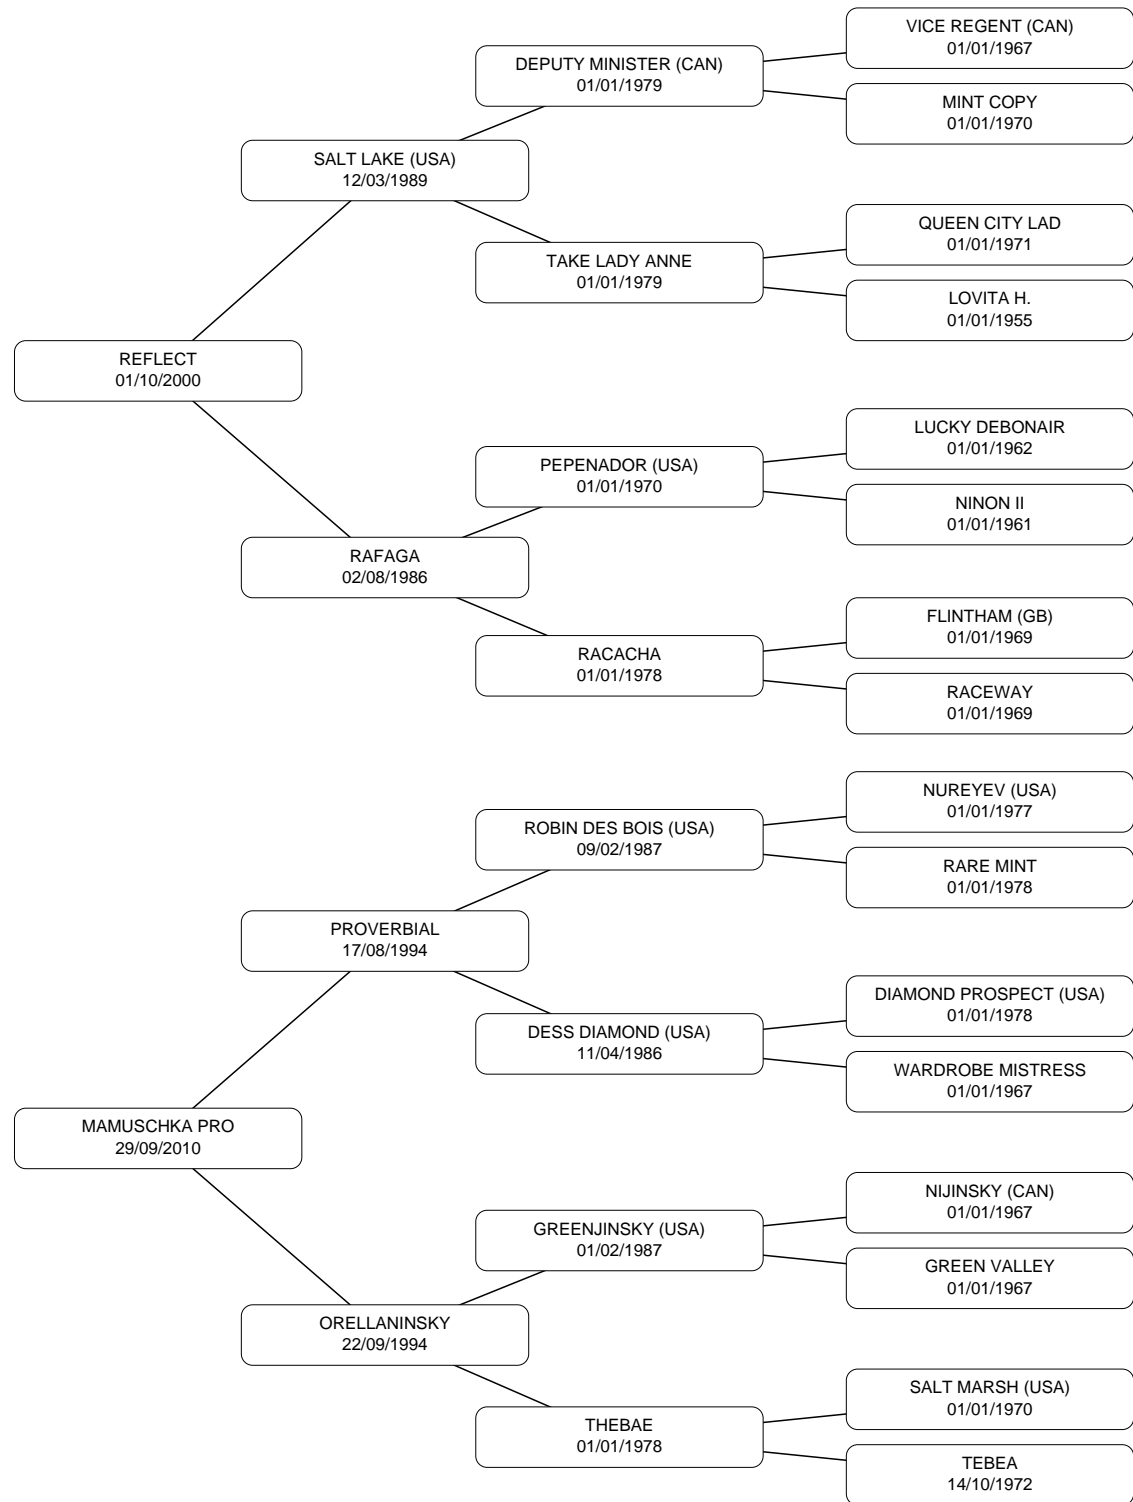 VICE REGENT (CAN)
01/01/1967
DEPUTY MINISTER (CAN)
01/01/1979
MINT COPY
01/01/1970
SALT LAKE (USA)
12/03/1989
QUEEN CITY LAD
01/01/1971
TAKE LADY ANNE
01/01/1979
LOVITA H.
01/01/1955
REFLECT
01/10/2000
LUCKY DEBONAIR
01/01/1962
PEPENADOR (USA)
01/01/1970
NINON II
01/01/1961
RAFAGA
02/08/1986
FLINTHAM (GB)
01/01/1969
RACACHA
01/01/1978
RACEWAY
01/01/1969
NUREYEV (USA)
01/01/1977
ROBIN DES BOIS (USA)
09/02/1987
RARE MINT
01/01/1978
PROVERBIAL
17/08/1994
DIAMOND PROSPECT (USA)
01/01/1978
DESS DIAMOND (USA)
11/04/1986
WARDROBE MISTRESS
01/01/1967
MAMUSCHKA PRO
29/09/2010
NIJINSKY (CAN)
01/01/1967
GREENJINSKY (USA)
01/02/1987
GREEN VALLEY
01/01/1967
ORELLANINSKY
22/09/1994
SALT MARSH (USA)
01/01/1970
THEBAE
01/01/1978
TEBEA
14/10/1972